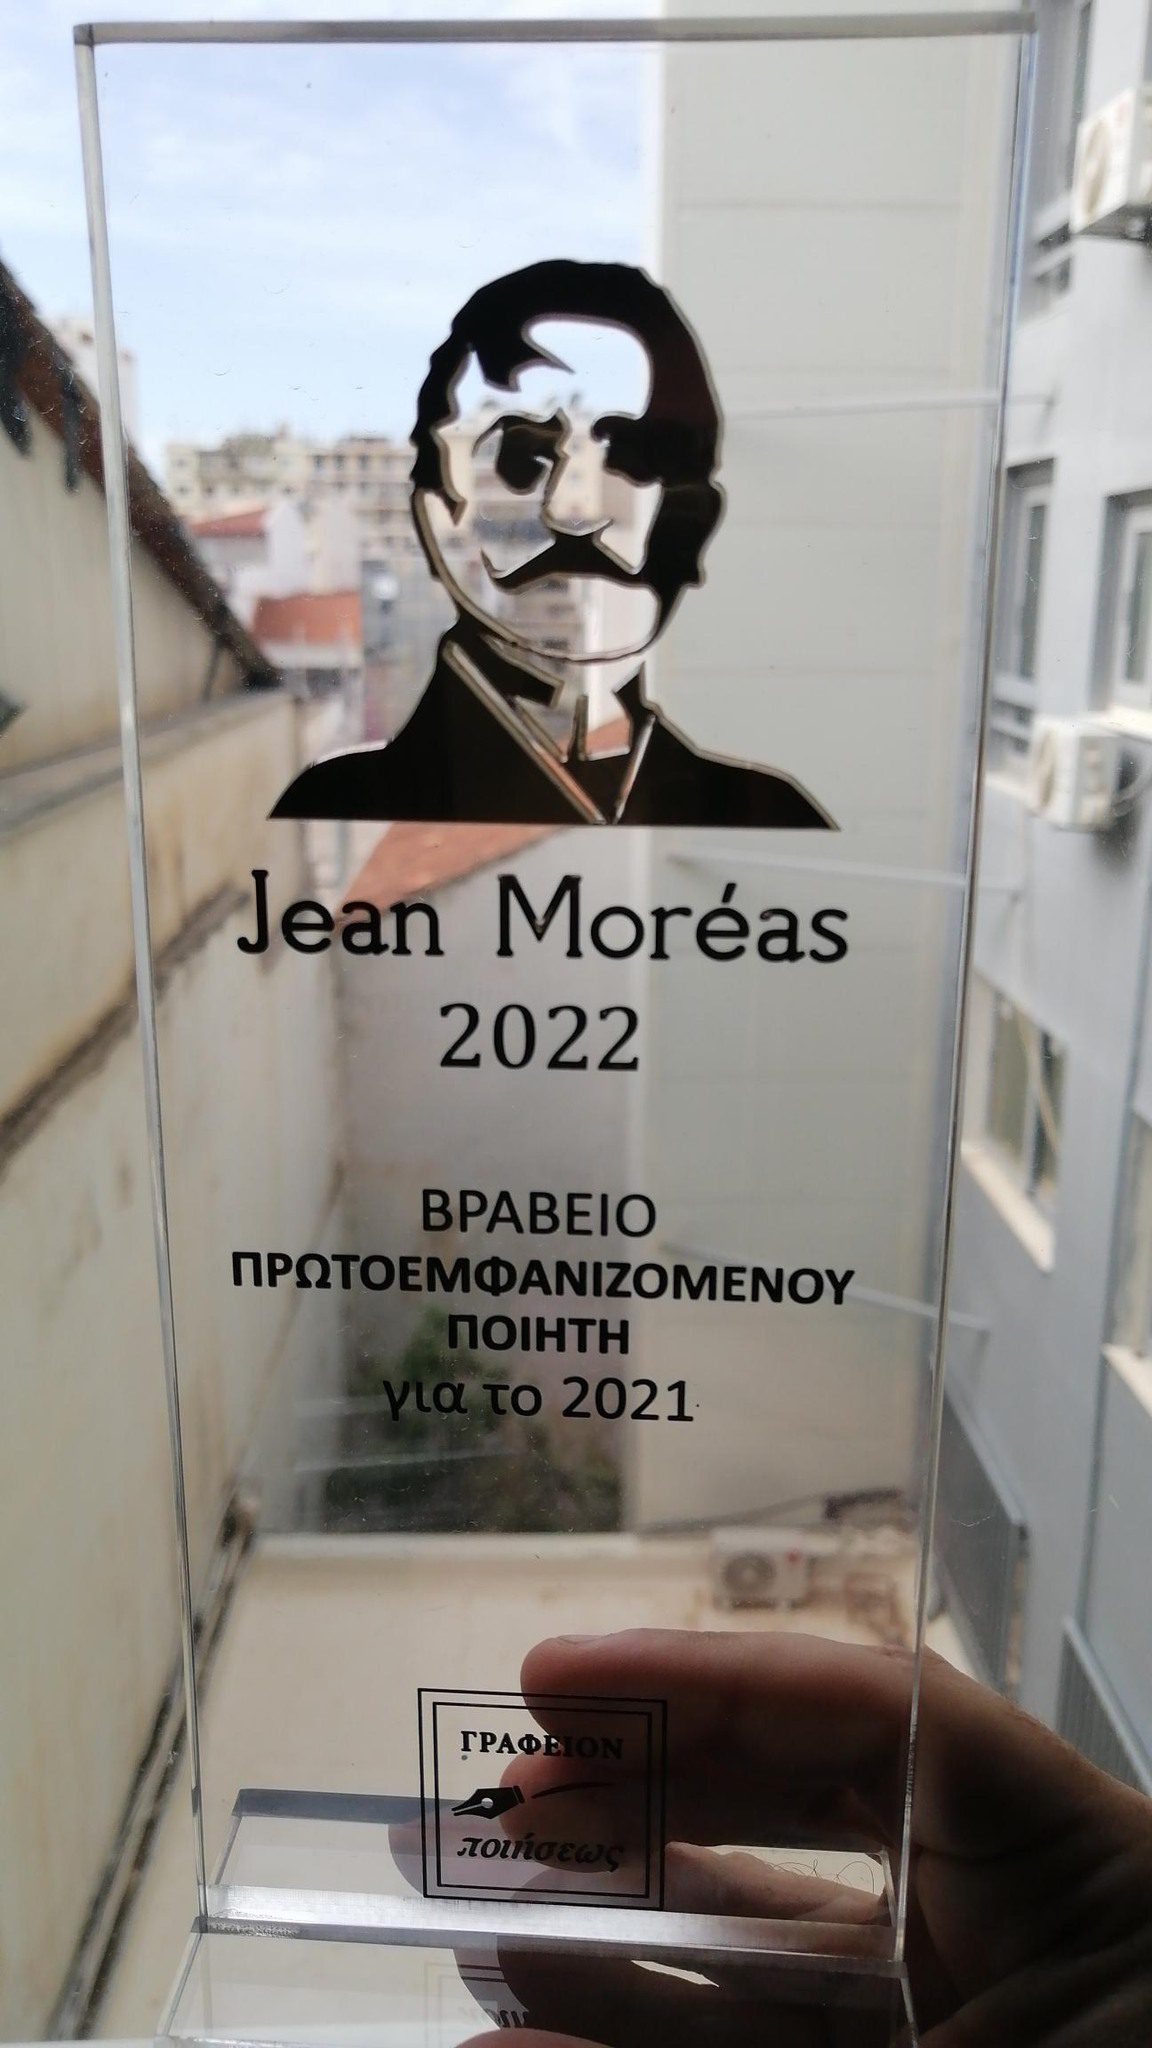 Jean Moréas
2022
ΒΡΑΒΕΙΟ
ΠΡΩΤΟΕΜΦΑΝΙΖΟΜΕΝΟΥ
ΠΟΙΗΤΗ
για το 2021
ΓΡΑΦΕΙΟΝ
ποιήσεως